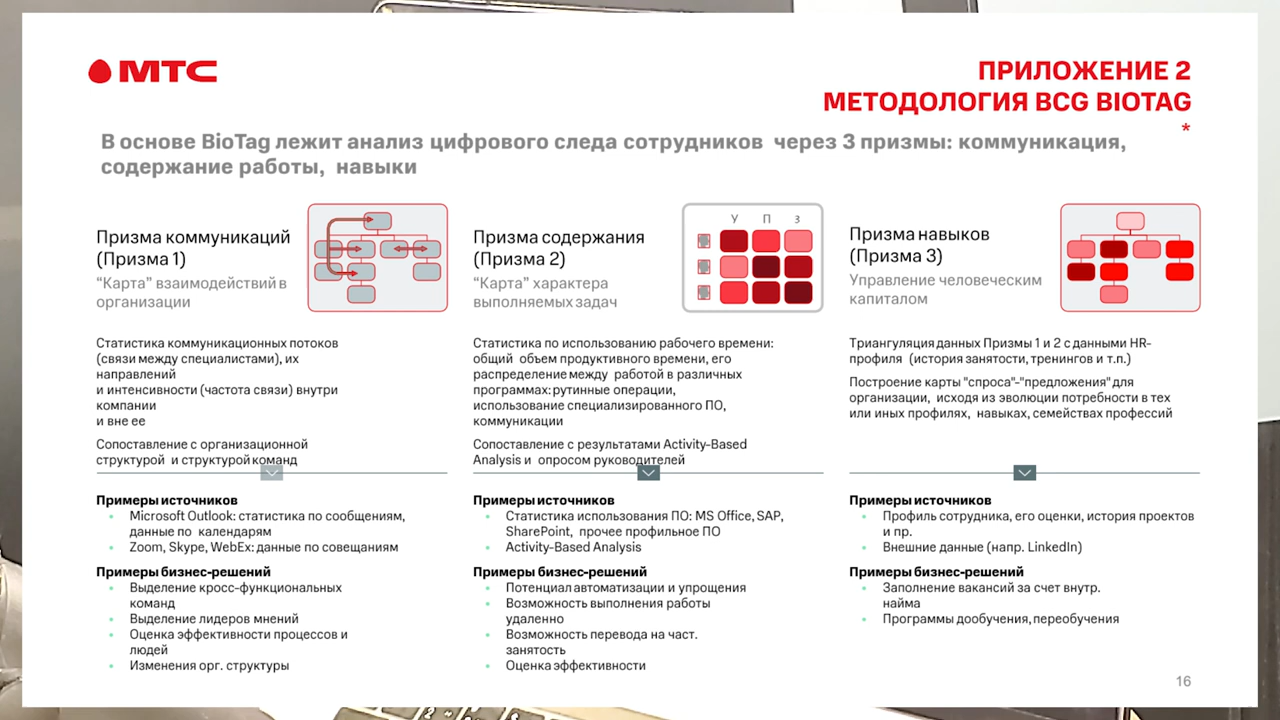 МТС
ПРИЛОЖЕНИЕ 2
МЕТОДОЛОГИЯ BCG BIOTAG
*
В основе BioTag лежит анализ цифрового следа сотрудников через 3 призмы: коммуникация,
содержание работы, навыки
Призма коммуникаций
(Призма 1)
“Карта” взаимодействий в
организации
Статистика коммуникационных потоков
(связи между специалистами), их
направлений
и интенсивности (частота связи) внутри
компании
и вне ее
Сопоставление с организационной
структурой и структурой команд
Примеры источников
Microsoft Outlook: статистика по сообщениям,
данные по календарям
Zoom, Skype, WebEx: данные по совещаниям
Примеры бизнес-решений
Выделение кросс-функциональных
команд
Выделение лидеров мнений
Оценка эффективности процессов и
людей
Изменения орг. структуры
Призма содержания
(Призма 2)
“Карта” характера
выполняемых задач
У П З
Статистика по использованию рабочего времени:
общий объем продуктивного времени, его
распределение между работой в различных
программах: рутинные операции,
использование специализированного ПО,
коммуникации
Сопоставление с результатами Activity-Based
Analysis и опросом руководителей
Примеры источников
Статистика использования ПО: MS Office, SAP,
SharePoint, прочее профильное ПО
Activity-Based Analysis
Примеры бизнес-решений
Потенциал автоматизации и упрощения
Возможность выполнения работы
удаленно
Возможность перевода на част.
занятость
Оценка эффективности
Призма навыков
(Призма 3)
Управление человеческим
капиталом
Триангуляция данных Призмы 1 и 2 с данными HR-
профиля (история занятости, тренингов и т.п.)
Построение карты "спроса"-"предложения" для
организации, исходя из эволюции потребности в тех
или иных профилях, навыках, семействах профессий
Примеры источников
Профиль сотрудника, его оценки, история проектов
и пр.
Внешние данные (напр. LinkedIn)
Примеры бизнес-решений
Заполнение вакансий за счет внутр.
найма
Программы дообучения, переобучения
16